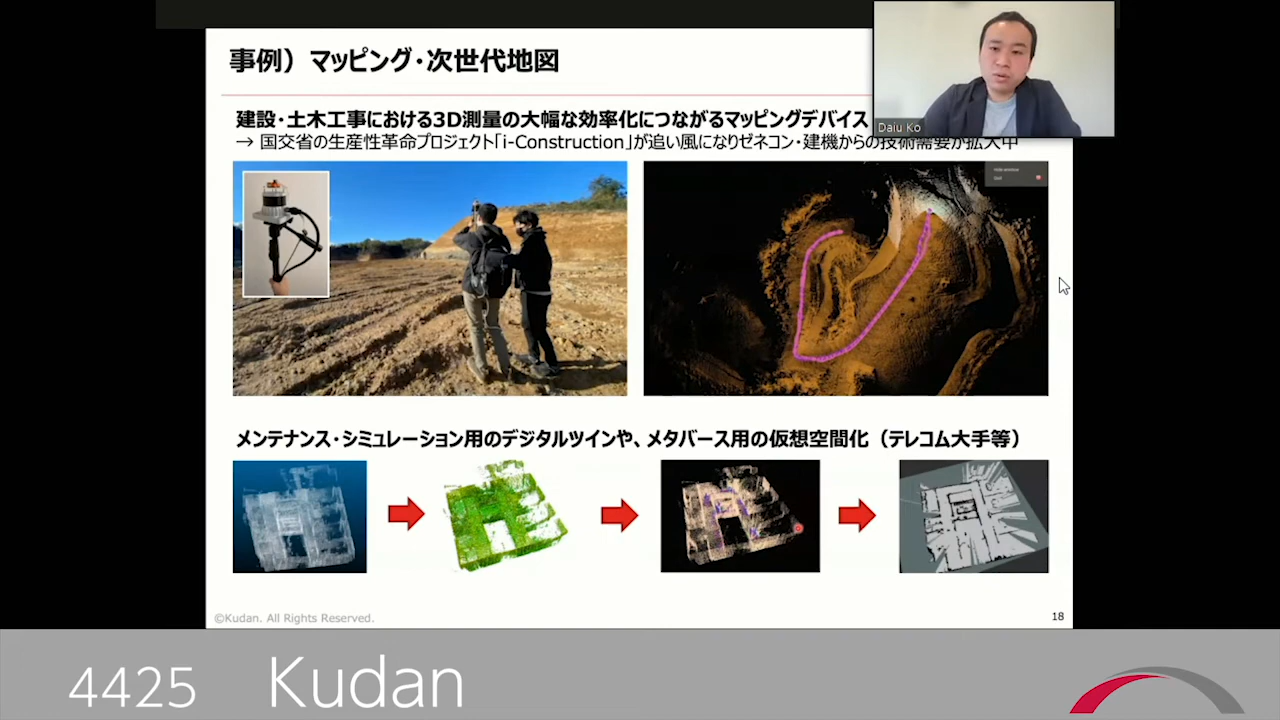 事例）マッピング・次世代地図
建設・土木工事における3D測量の大幅な効率化につながるマッピングデバイス
→ 国交省の生産性革命プロジェクト「i-Construction」が追い風になりゼネコン・建機からの技術需要が拡大中
Daiu Ko
メンテナンス・シミュレーション用のデジタルツインや、メタバース用の仮想空間化（テレコム大手等）
©Kudan. All Rights Reserved.
18
4425 Kudan